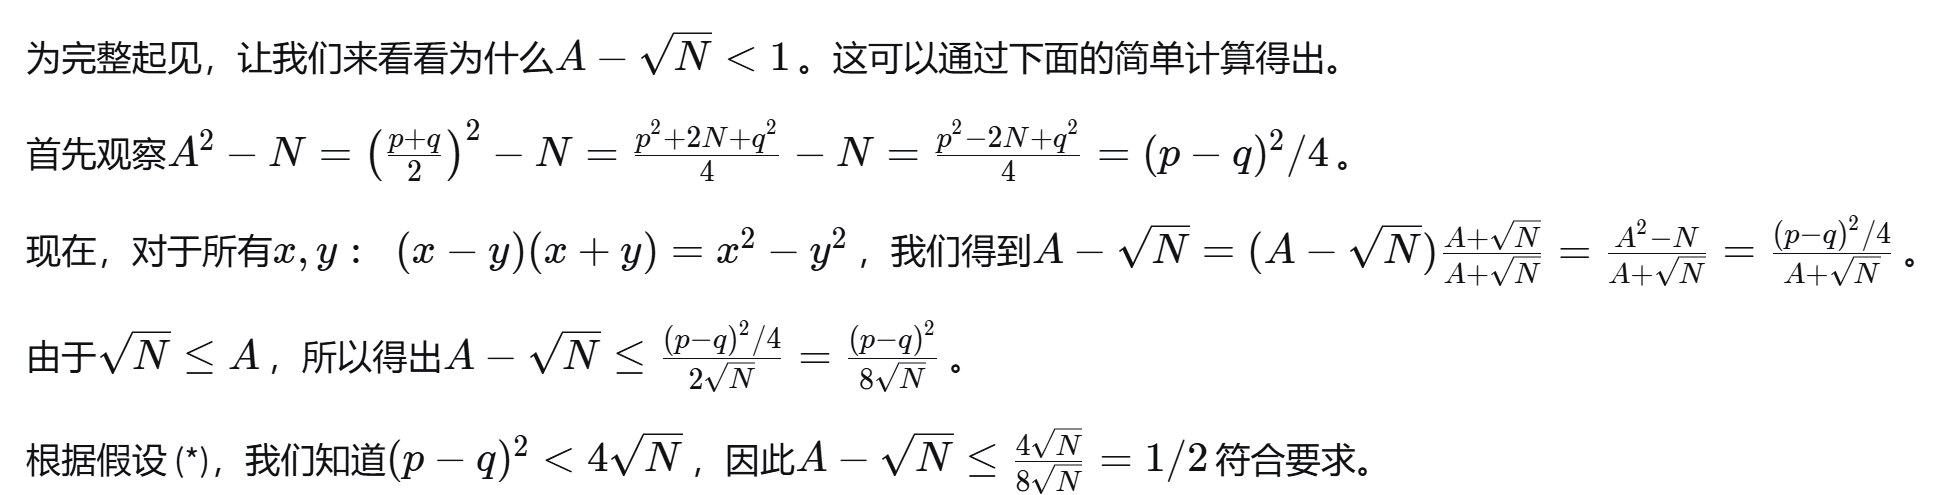 为完整起见，让我们来看看为什么$A - \sqrt{N} < 1$。这可以通过下面的简单计算得出。
首先观察$A^2 - N = \left(\frac{p+q}{2}\right)^2 - N = \frac{p^2+2N+q^2}{4} - N = \frac{p^2-2N+q^2}{4} = (p-q)^2/4$。
现在，对于所有$x, y：\ (x-y)(x+y) = x^2 - y^2$，我们得到$A - \sqrt{N} = (A - \sqrt{N})\frac{A+\sqrt{N}}{A+\sqrt{N}} = \frac{A^2-N}{A+\sqrt{N}} = \frac{(p-q)^2/4}{A+\sqrt{N}}$。
由于$\sqrt{N} \leq A$，所以得出$A - \sqrt{N} \leq \frac{(p-q)^2/4}{2\sqrt{N}} = \frac{(p-q)^2}{8\sqrt{N}}$。
根据假设 (*)，我们知道$(p-q)^2 < 4\sqrt{N}$，因此$A - \sqrt{N} \leq \frac{4\sqrt{N}}{8\sqrt{N}} = 1/2$ 符合要求。